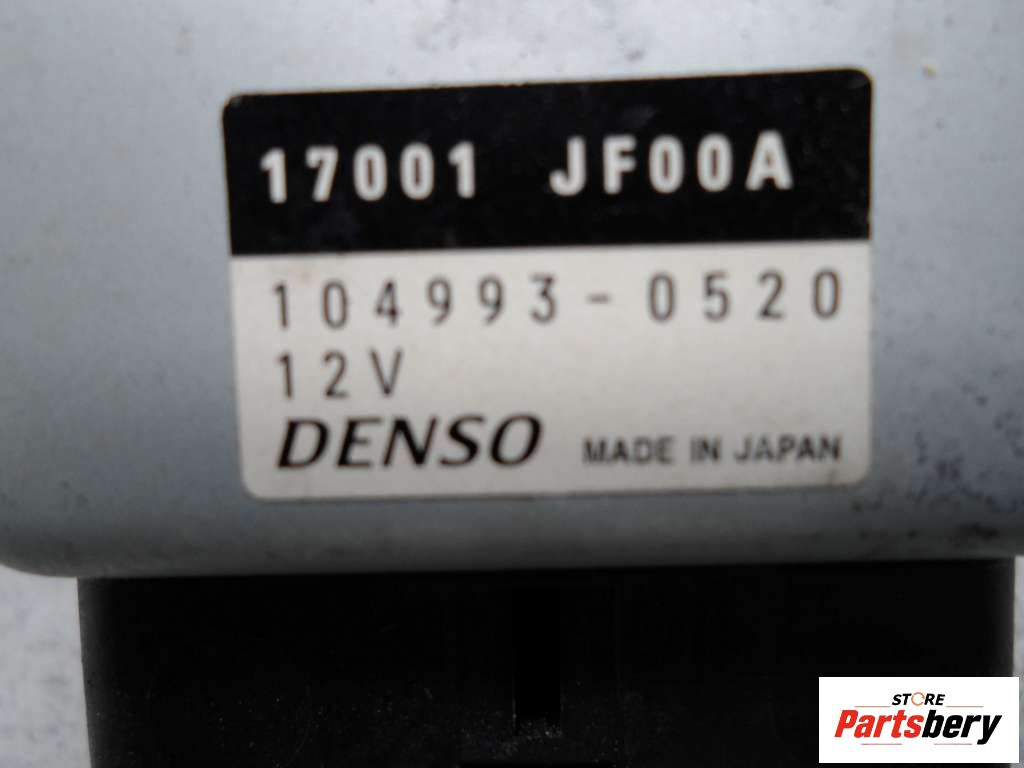 17001 JF00A
104993-0520
12V
DENSO MADE IN JAPAN
STORE
Partsbery